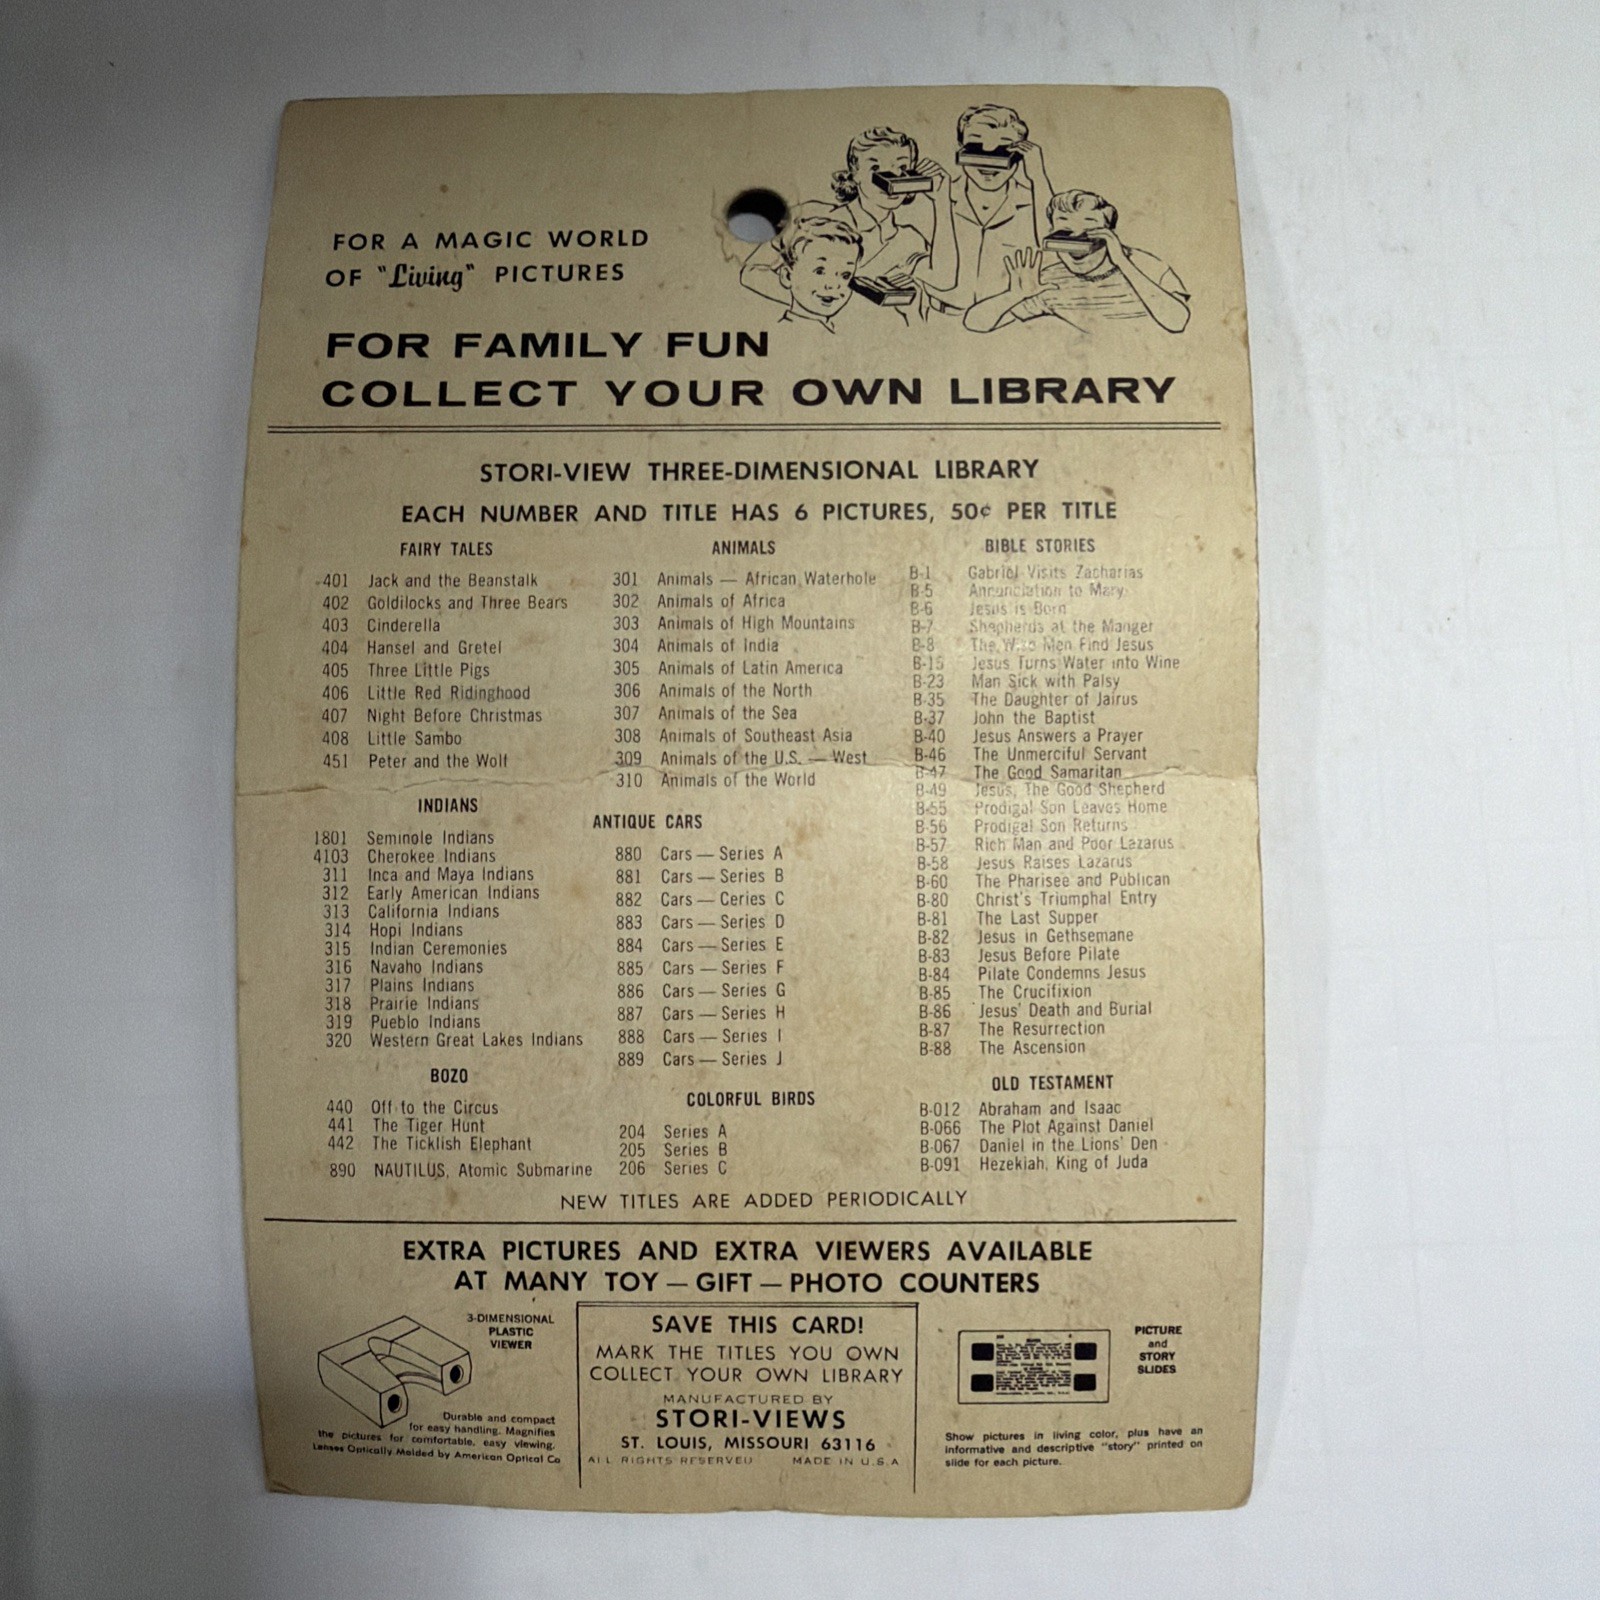 FOR A MAGIC WORLD
OF "Living" PICTURES
FOR FAMILY FUN
COLLECT YOUR OWN LIBRARY
STORI-VIEW THREE-DIMENSIONAL LIBRARY
EACH NUMBER AND TITLE HAS 6 PICTURES, 50¢ PER TITLE
FAIRY TALES
401 Jack and the Beanstalk
402 Goldilocks and Three Bears
403 Cinderella
404 Hansel and Gretel
405 Three Little Pigs
406 Little Red Ridinghood
407 Night Before Christmas
408 Little Sambo
451 Peter and the Wolf
INDIANS
1801 Seminole Indians
4103 Cherokee Indians
311 Inca and Maya Indians
312 Early American Indians
313 California Indians
314 Hopi Indians
315 Indian Ceremonies
316 Navaho Indians
317 Plains Indians
318 Prairie Indians
319 Pueblo Indians
320 Western Great Lakes Indians
BOZO
440 Off to the Circus
441 The Tiger Hunt
442 The Ticklish Elephant
890 NAUTILUS, Atomic Submarine
ANIMALS
301 Animals — African Waterhole
302 Animals of Africa
303 Animals of High Mountains
304 Animals of India
305 Animals of Latin America
306 Animals of the North
307 Animals of the Sea
308 Animals of Southeast Asia
309 Animals of the U.S. — West
310 Animals of the World
ANTIQUE CARS
880 Cars — Series A
881 Cars — Series B
882 Cars — Ceries C
883 Cars — Series D
884 Cars — Series E
885 Cars — Series F
886 Cars — Series G
887 Cars — Series H
888 Cars — Series I
889 Cars — Series J
COLORFUL BIRDS
204 Series A
205 Series B
206 Series C
BIBLE STORIES
B-1 Gabriel Visits Zacharias
B-5 Annunciation to Mary
B-6 Jesus is Born
B-7 Shepherds at the Manger
B-8 The Wise Men Find Jesus
B-15 Jesus Turns Water into Wine
B-23 Man Sick with Palsy
B-35 The Daughter of Jairus
B-37 John the Baptist
B-40 Jesus Answers a Prayer
B-46 The Unmerciful Servant
B-47 The Good Samaritan
B-49 Jesus, The Good Shepherd
B-55 Prodigal Son Leaves Home
B-56 Prodigal Son Returns
B-57 Rich Man and Poor Lazarus
B-58 Jesus Raises Lazarus
B-60 The Pharisee and Publican
B-80 Christ's Triumphal Entry
B-81 The Last Supper
B-82 Jesus in Gethsemane
B-83 Jesus Before Pilate
B-84 Pilate Condemns Jesus
B-85 The Crucifixion
B-86 Jesus' Death and Burial
B-87 The Resurrection
B-88 The Ascension
OLD TESTAMENT
B-012 Abraham and Isaac
B-066 The Plot Against Daniel
B-067 Daniel in the Lions' Den
B-091 Hezekiah, King of Juda
NEW TITLES ARE ADDED PERIODICALLY
EXTRA PICTURES AND EXTRA VIEWERS AVAILABLE
AT MANY TOY — GIFT — PHOTO COUNTERS
3-DIMENSIONAL
PLASTIC
VIEWER
Durable and compact
for easy handling. Magnifies
the pictures for comfortable, easy viewing.
Lenses Optically Molded by American Optical Co
SAVE THIS CARD!
MARK THE TITLES YOU OWN
COLLECT YOUR OWN LIBRARY
MANUFACTURED BY
STORI-VIEWS
ST. LOUIS, MISSOURI 63116
ALL RIGHTS RESERVED MADE IN U.S.A
PICTURE
and
STORY
SLIDES
Show pictures in living color, plus have an
informative and descriptive "story" printed on
slide for each picture.